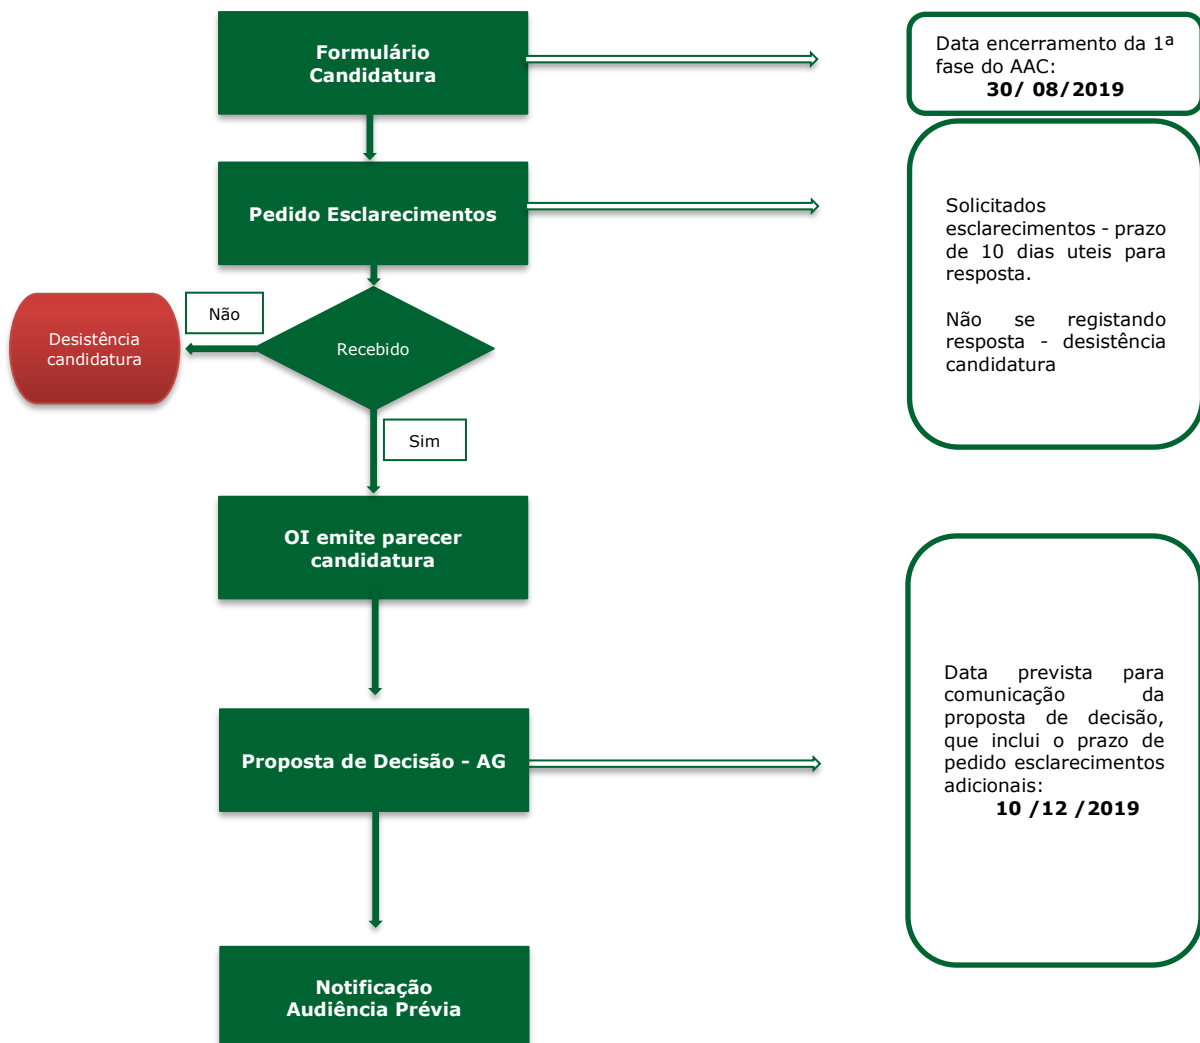 Formulário
Candidatura
Data encerramento da 1ª
fase do AAC:
30/ 08/2019
Pedido Esclarecimentos
Solicitados
esclarecimentos - prazo
de 10 dias uteis para
resposta.
Não se registando
resposta - desistência
candidatura
Não
Desistência
candidatura
Recebido
Sim
OI emite parecer
candidatura
Proposta de Decisão - AG
Data prevista para
comunicação da
proposta de decisão,
que inclui o prazo de
pedido esclarecimentos
adicionais:
10 /12 /2019
Notificação
Audiência Prévia